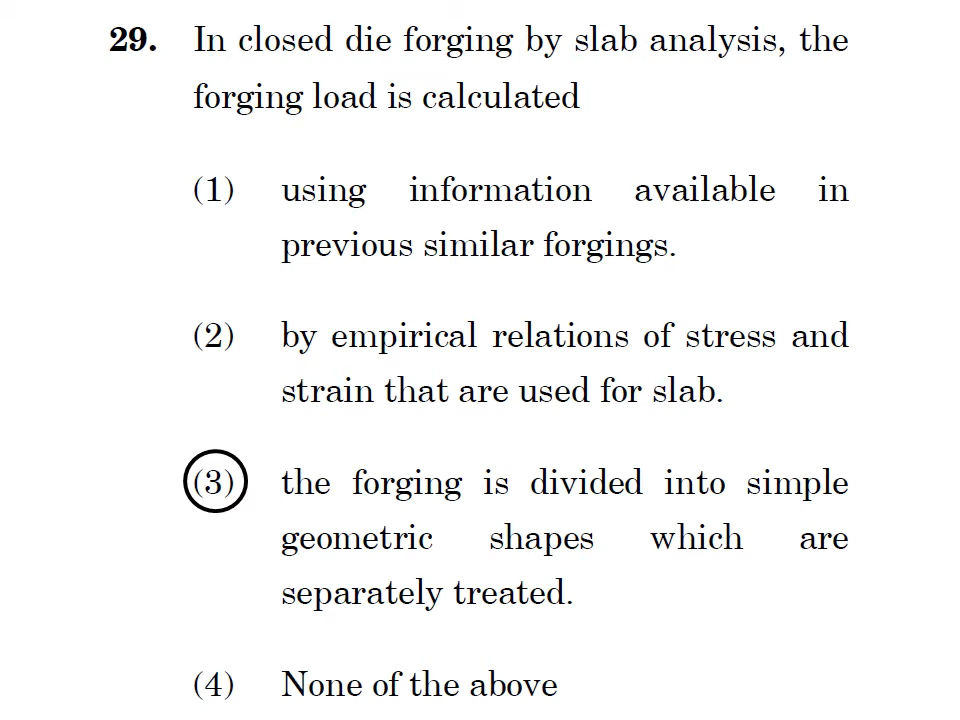 29. In closed die forging by slab analysis, the
forging load is calculated
(1) using information available in
previous similar forgings.
(2) by empirical relations of stress and
strain that are used for slab.
(3) the forging is divided into simple
geometric shapes which are
separately treated.
(4) None of the above